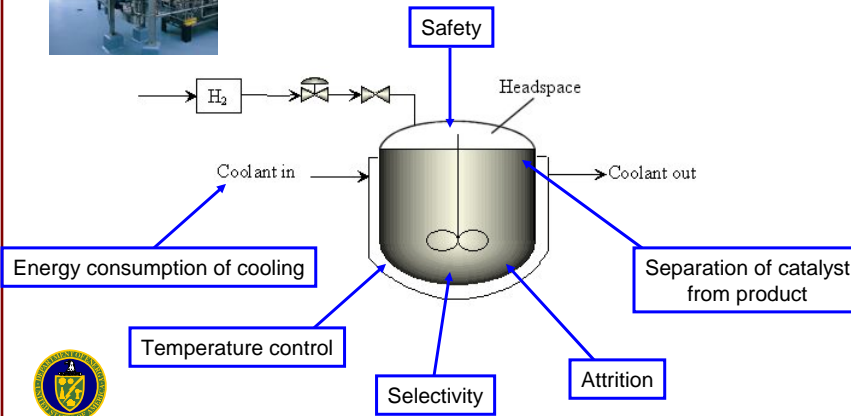 Safety
H₂
Headspace
Coolant in
Coolant out
Energy consumption of cooling
Separation of catalyst
from product
Temperature control
Selectivity
Attrition